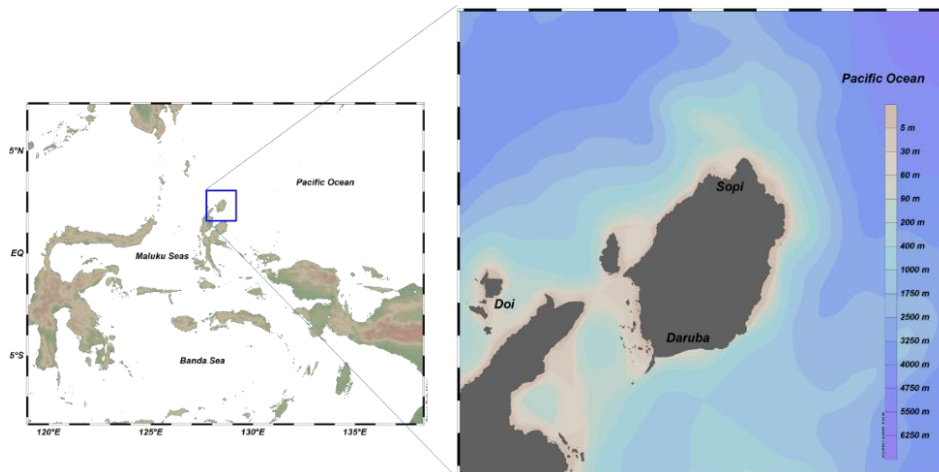 5°N
EQ
5°S
120°E
125°E
130°E
135°E
Pacific Ocean
Maluku Seas
Banda Sea
Pacific Ocean
Sopi
Doi
Daruba
5 m
30 m
60 m
90 m
200 m
400 m
1000 m
1750 m
2500 m
3250 m
4000 m
4750 m
5500 m
6250 m